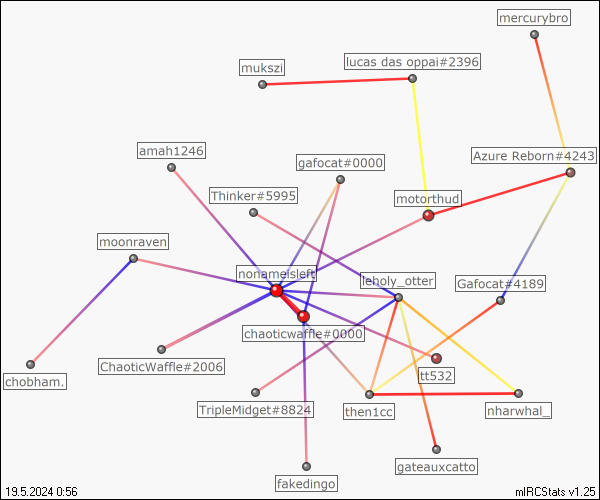 mercurybro
lucas das oppai#2396
mukszi
amah1246
Azure Reborn#4243
gafocat#0000
Thinker#5995
motorthud
moonraven
nonameisleft
leholy_otter
Gafocat#4189
chaoticwaffle#0000
ChaoticWaffle#2006
tt532
chobham.
TripleMidget#8824
then1cc
nharwhal_
gateauxcatto
fakedingo
19.5.2024 0:56
mIRCStats v1.25